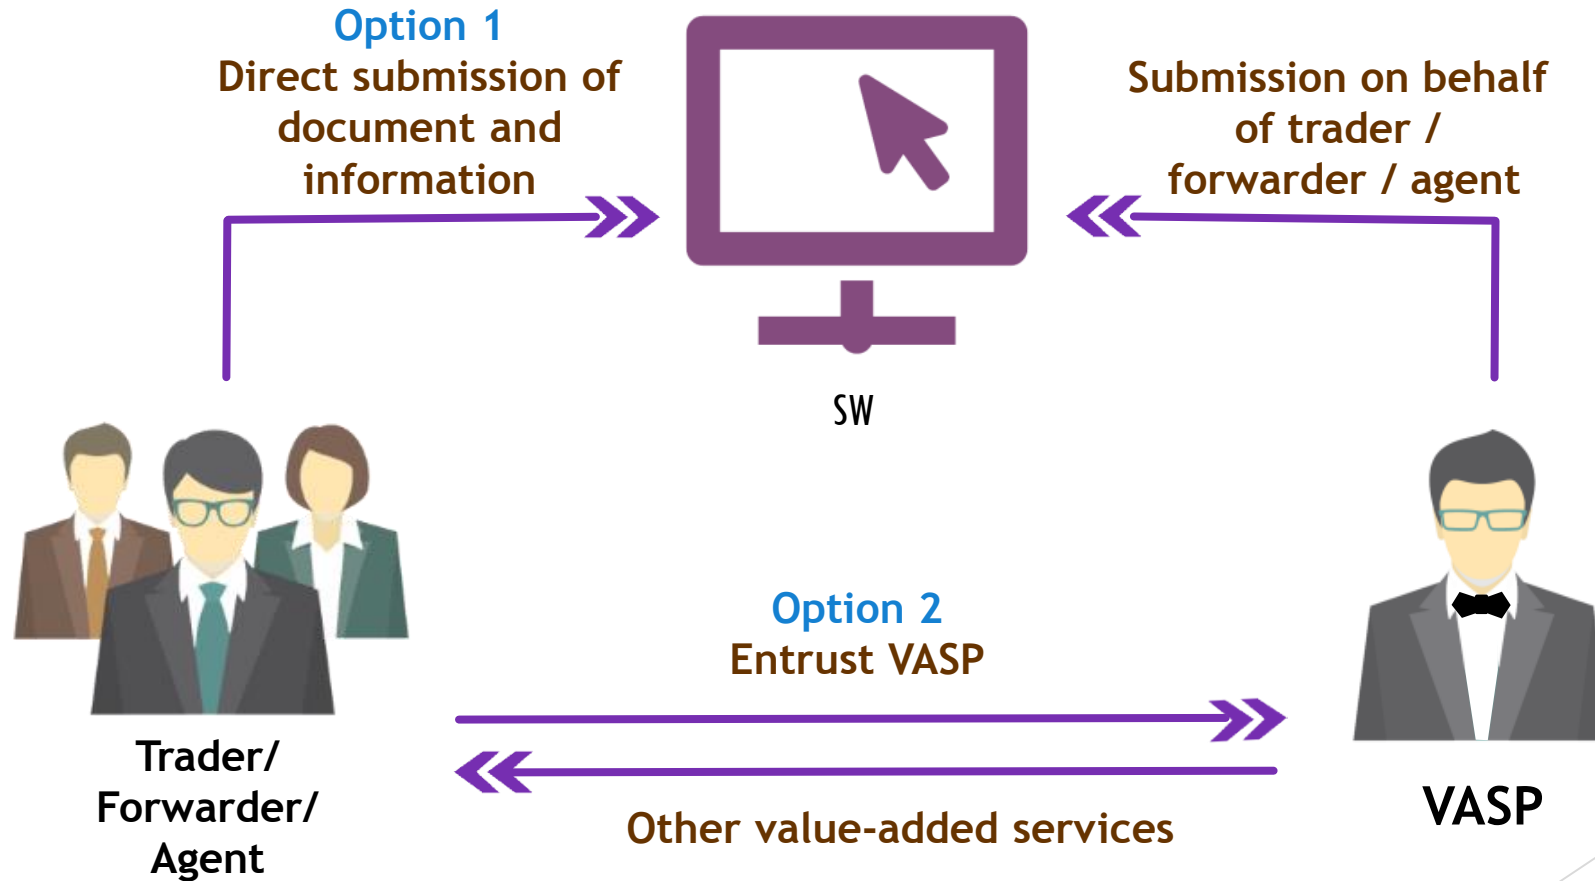 Option 1
Direct submission of
document and
information
Submission on behalf
of trader /
forwarder / agent
SW
Option 2
Entrust VASP
Other value-added services
Trader/
Forwarder/
Agent
VASP